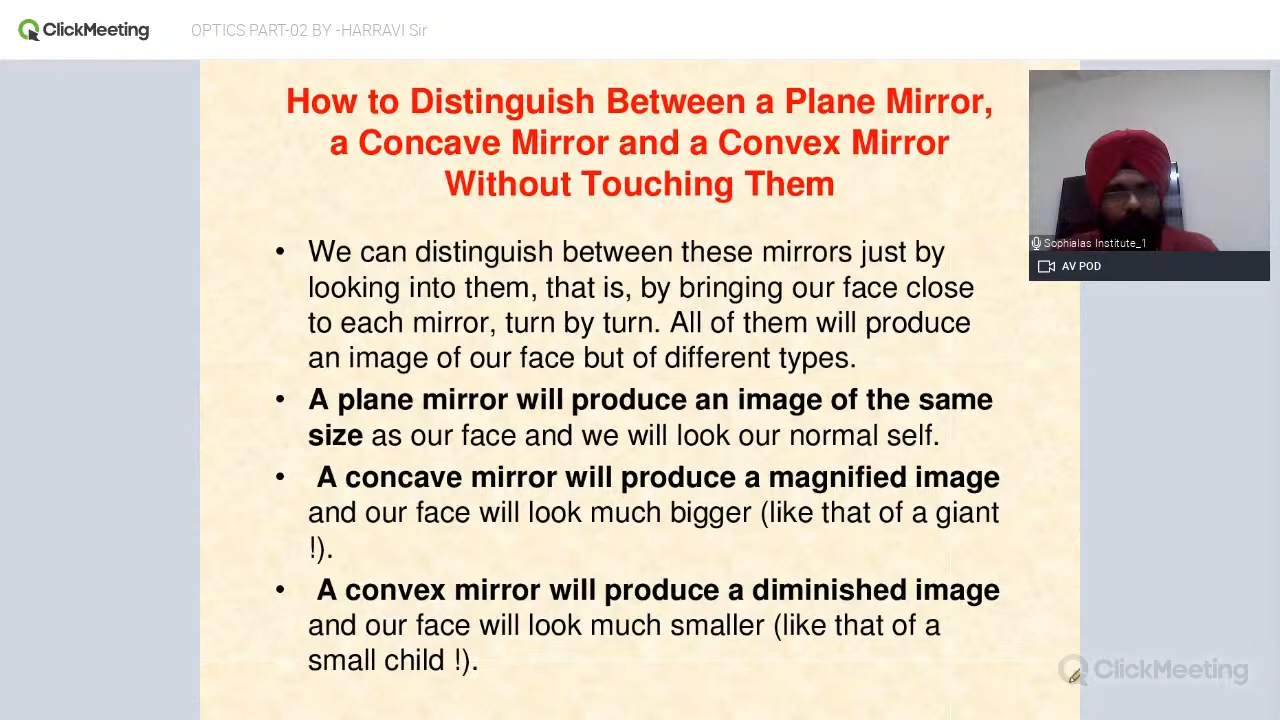 ClickMeeting
OPTICS PART-02 BY -HARRAVI Sir
How to Distinguish Between a Plane Mirror,
a Concave Mirror and a Convex Mirror
Without Touching Them
• We can distinguish between these mirrors just by
looking into them, that is, by bringing our face close
to each mirror, turn by turn. All of them will produce
an image of our face but of different types.
• A plane mirror will produce an image of the same
size as our face and we will look our normal self.
• A concave mirror will produce a magnified image
and our face will look much bigger (like that of a giant
!).
• A convex mirror will produce a diminished image
and our face will look much smaller (like that of a
small child !).
Sophialas Institute_1
AV POD
ClickMeeting